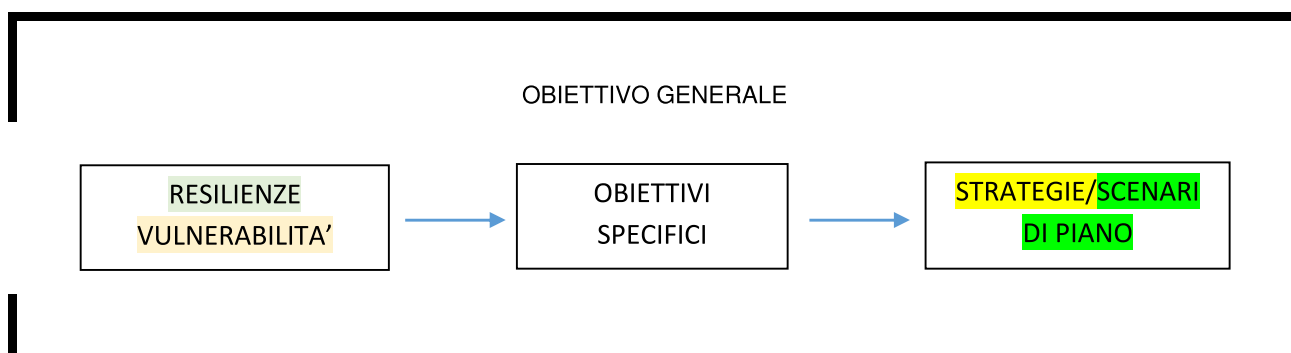 OBIETTIVO GENERALE
RESILIENZE
VULNERABILITA’
OBIETTIVI
SPECIFICI
STRATEGIE/SCENARI
DI PIANO